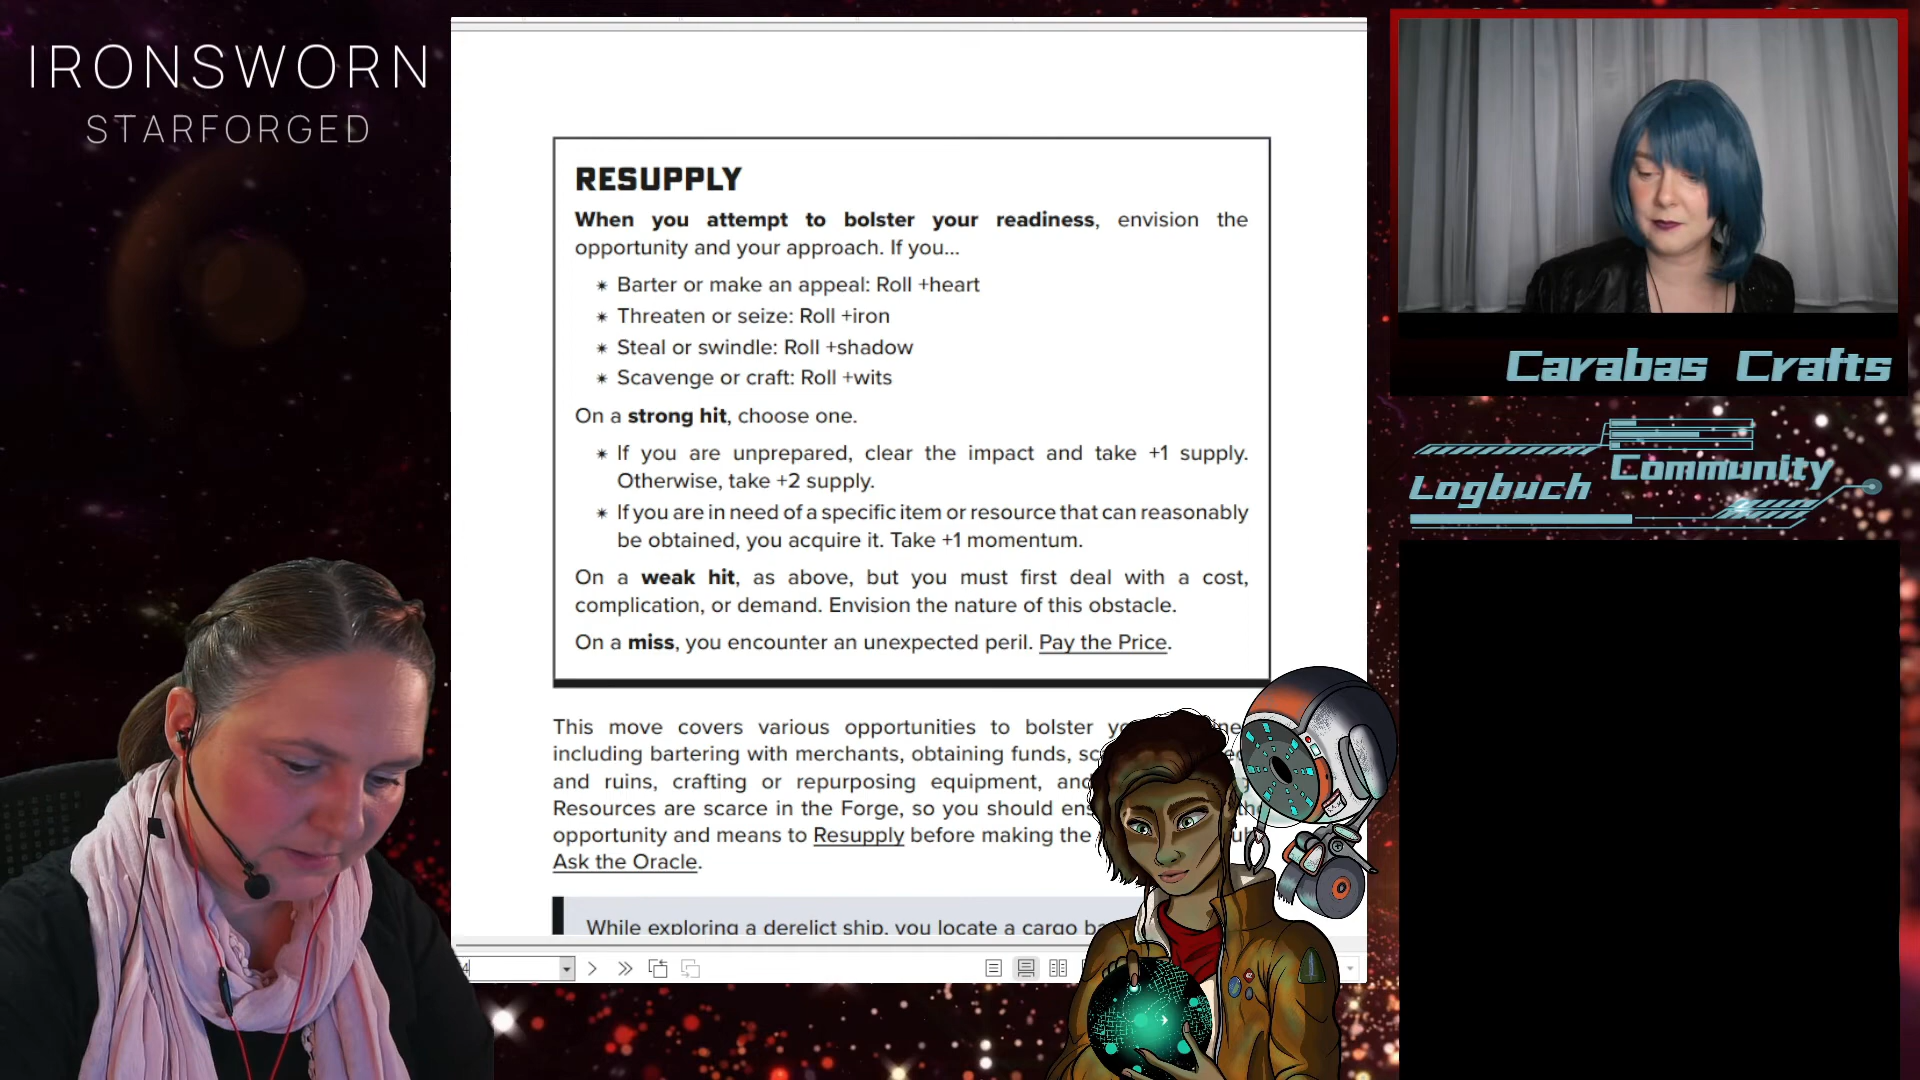 IRONSWORN
STARFORGED
RESUPPLY
When you attempt to bolster your readiness, envision the
opportunity and your approach. If you...
✴ Barter or make an appeal: Roll +heart
✴ Threaten or seize: Roll +iron
✴ Steal or swindle: Roll +shadow
✴ Scavenge or craft: Roll +wits
On a strong hit, choose one.
✴ If you are unprepared, clear the impact and take +1 supply.
Otherwise, take +2 supply.
✴ If you are in need of a specific item or resource that can reasonably
be obtained, you acquire it. Take +1 momentum.
On a weak hit, as above, but you must first deal with a cost,
complication, or demand. Envision the nature of this obstacle.
On a miss, you encounter an unexpected peril. Pay the Price.
This move covers various opportunities to bolster
including bartering with merchants, obtaining funds,
and ruins, crafting or repurposing equipment, and
Resources are scarce in the Forge, so you should
opportunity and means to Resupply before making the
Ask the Oracle.
While exploring a derelict ship, you locate a cargo
Carabas Crafts
Logbuch Community